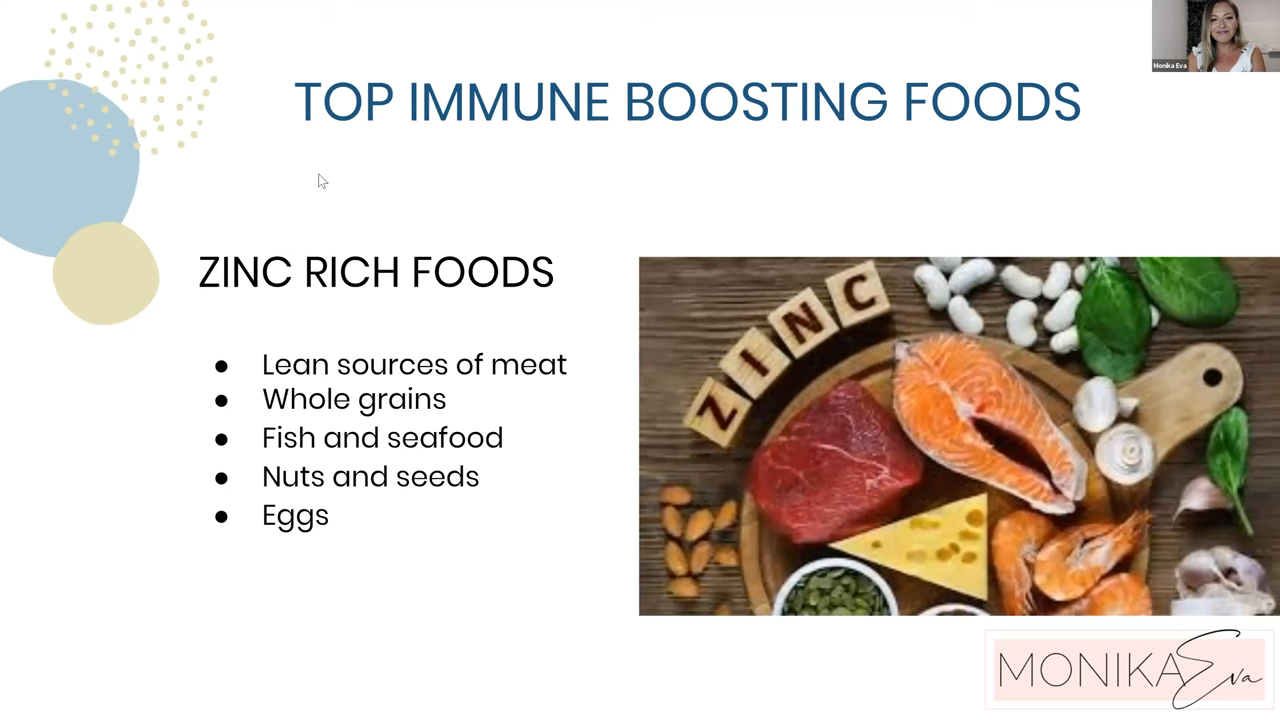 Monika Eva
TOP IMMUNE BOOSTING FOODS
ZINC RICH FOODS
● Lean sources of meat
● Whole grains
● Fish and seafood
● Nuts and seeds
● Eggs
ZINC
MONIKA Eva